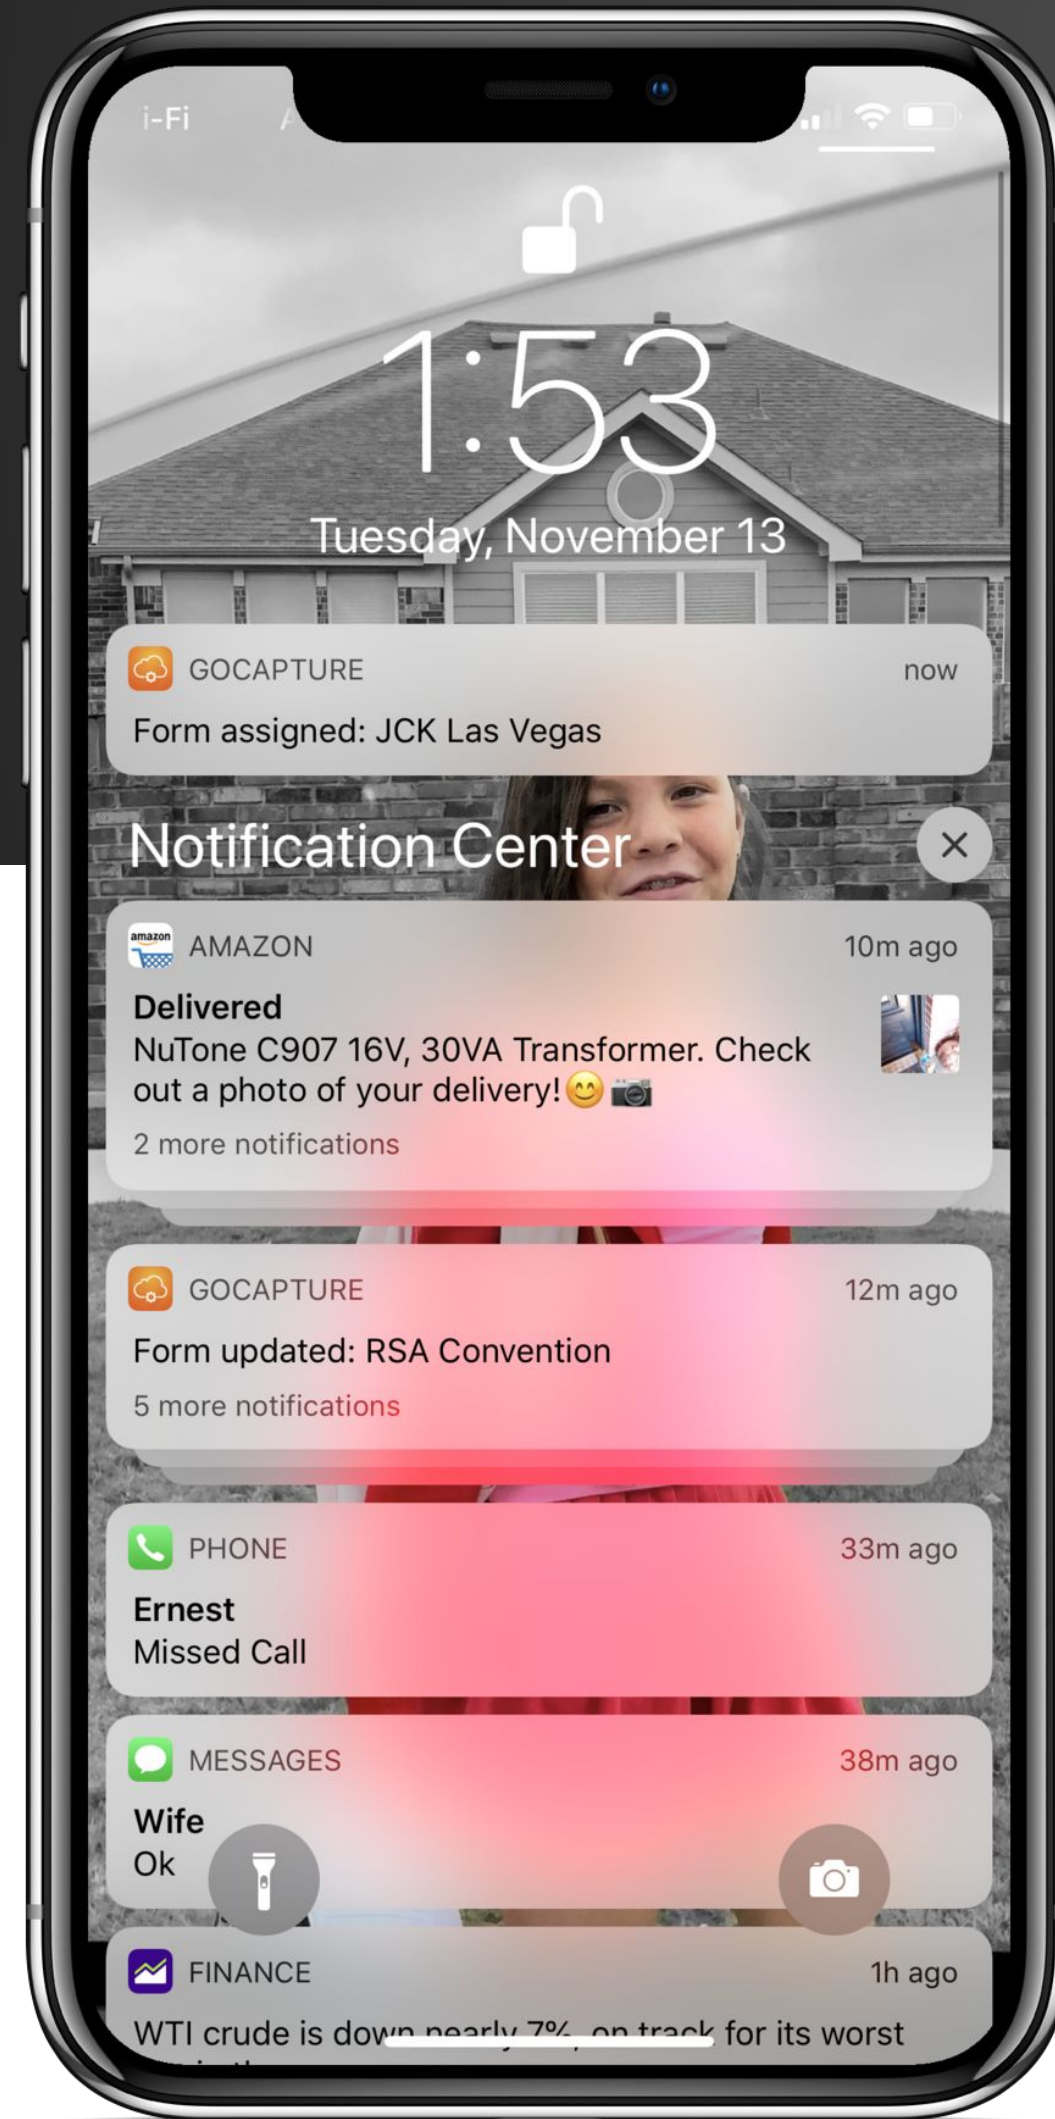 i-Fi
1:53
Tuesday, November 13
GOCAPTURE now
Form assigned: JCK Las Vegas
Notification Center
amazon
AMAZON 10m ago
Delivered
NuTone C907 16V, 30VA Transformer. Check
out a photo of your delivery!😊📷
2 more notifications
GOCAPTURE 12m ago
Form updated: RSA Convention
5 more notifications
PHONE 33m ago
Ernest
Missed Call
MESSAGES 38m ago
Wife
Ok
FINANCE 1h ago
WTI crude is down nearly 7%, on track for its worst